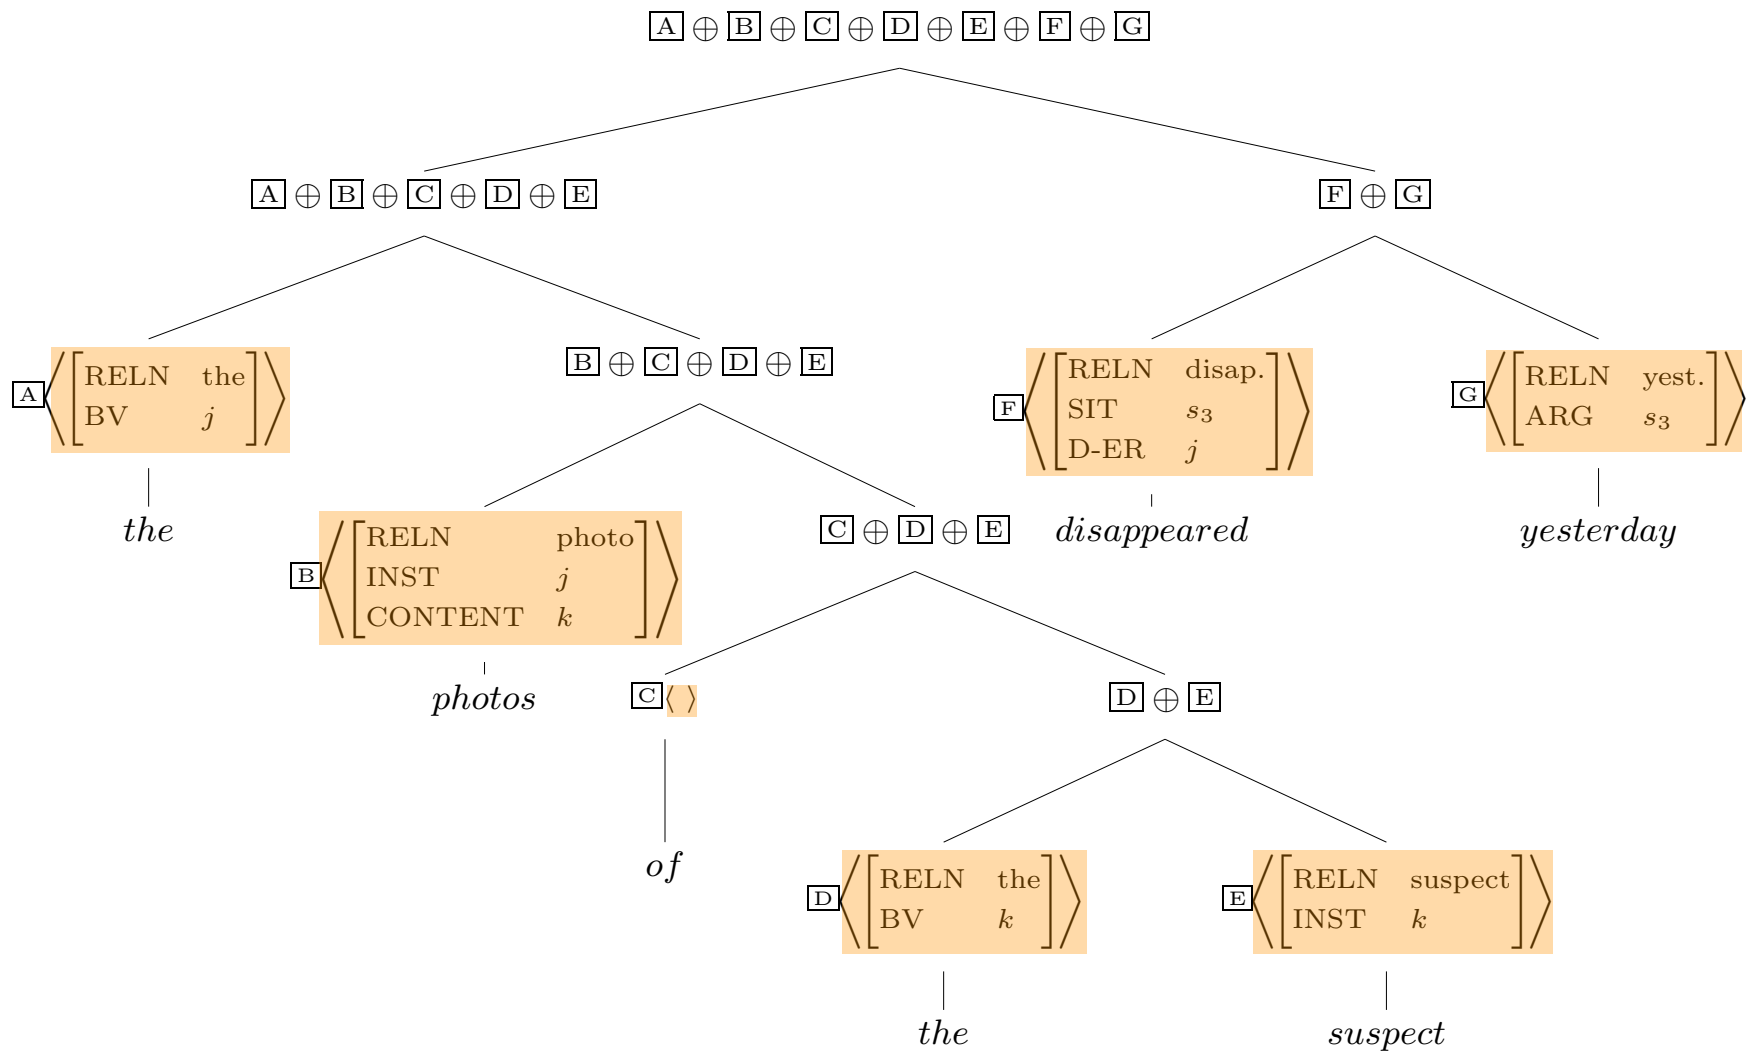 A ⊕ B ⊕ C ⊕ D ⊕ E ⊕ F ⊕ G
A ⊕ B ⊕ C ⊕ D ⊕ E
F ⊕ G
A ⟨[RELN the
BV j]⟩
the
B ⊕ C ⊕ D ⊕ E
B ⟨[RELN photo
INST j
CONTENT k]⟩
photos
C ⊕ D ⊕ E
C ⟨ ⟩
of
D ⊕ E
D ⟨[RELN the
BV k]⟩
the
E ⟨[RELN suspect
INST k]⟩
suspect
F ⟨[RELN disap.
SIT s₃
D-ER j]⟩
disappeared
G ⟨[RELN yest.
ARG s₃]⟩
yesterday